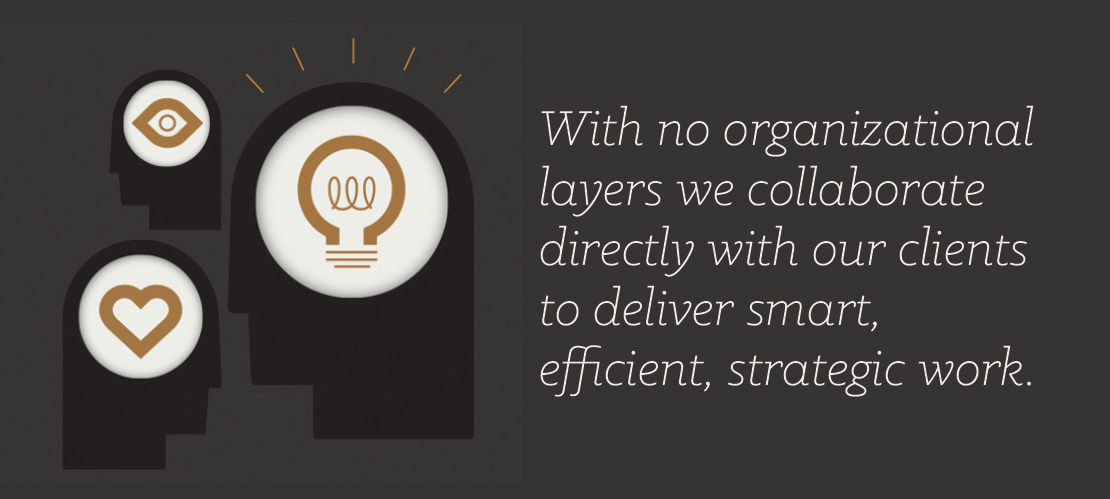 With no organizational
layers we collaborate
directly with our clients
to deliver smart,
efficient, strategic work.